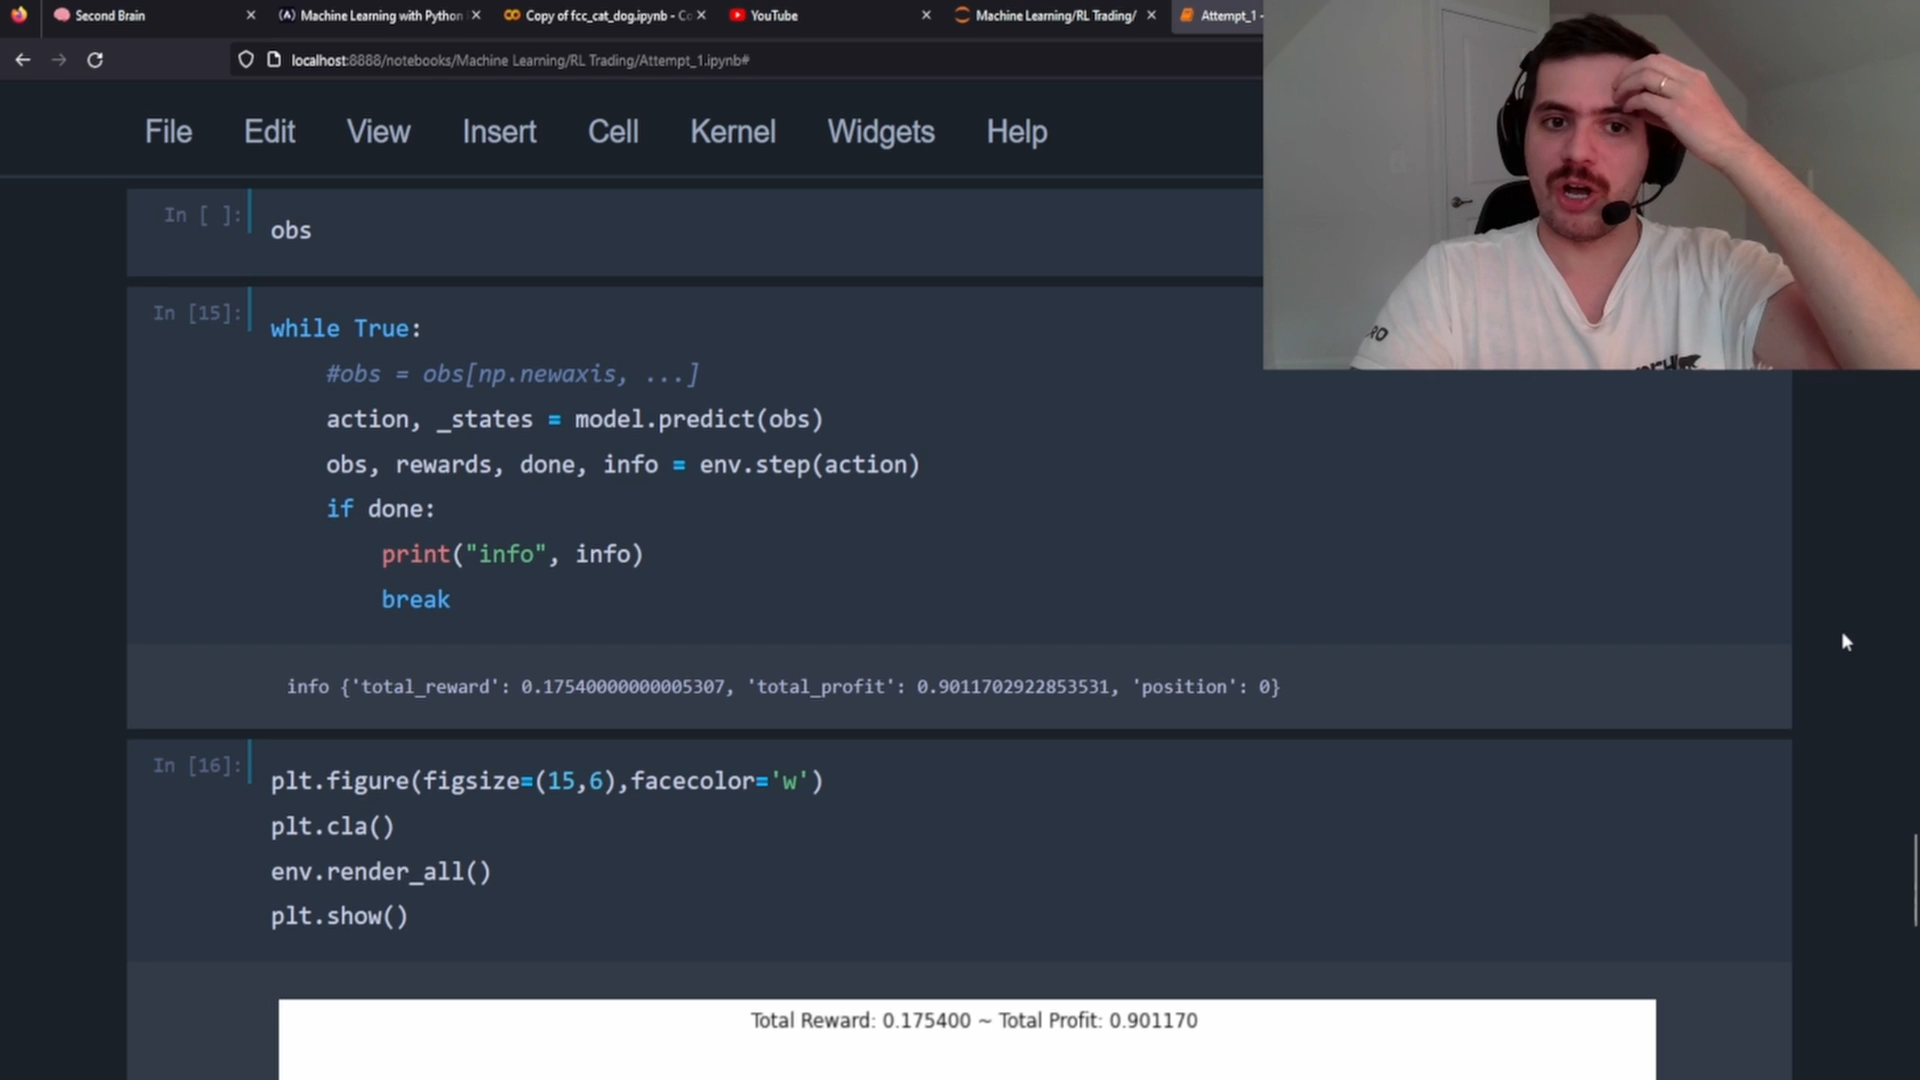 Second Brain
Machine Learning with Python
Copy of fcc_cat_dog.ipynb - Co
YouTube
Machine Learning/RL Trading/
Attempt_1 -
localhost:8888/notebooks/Machine Learning/RL Trading/Attempt_1.ipynb#
File Edit View Insert Cell Kernel Widgets Help
In [ ]:
obs
In [15]:
while True:
#obs = obs[np.newaxis, ...]
action, _states = model.predict(obs)
obs, rewards, done, info = env.step(action)
if done:
print("info", info)
break
info {'total_reward': 0.17540000000005307, 'total_profit': 0.9011702922853531, 'position': 0}
In [16]:
plt.figure(figsize=(15,6),facecolor='w')
plt.cla()
env.render_all()
plt.show()
Total Reward: 0.175400 ~ Total Profit: 0.901170